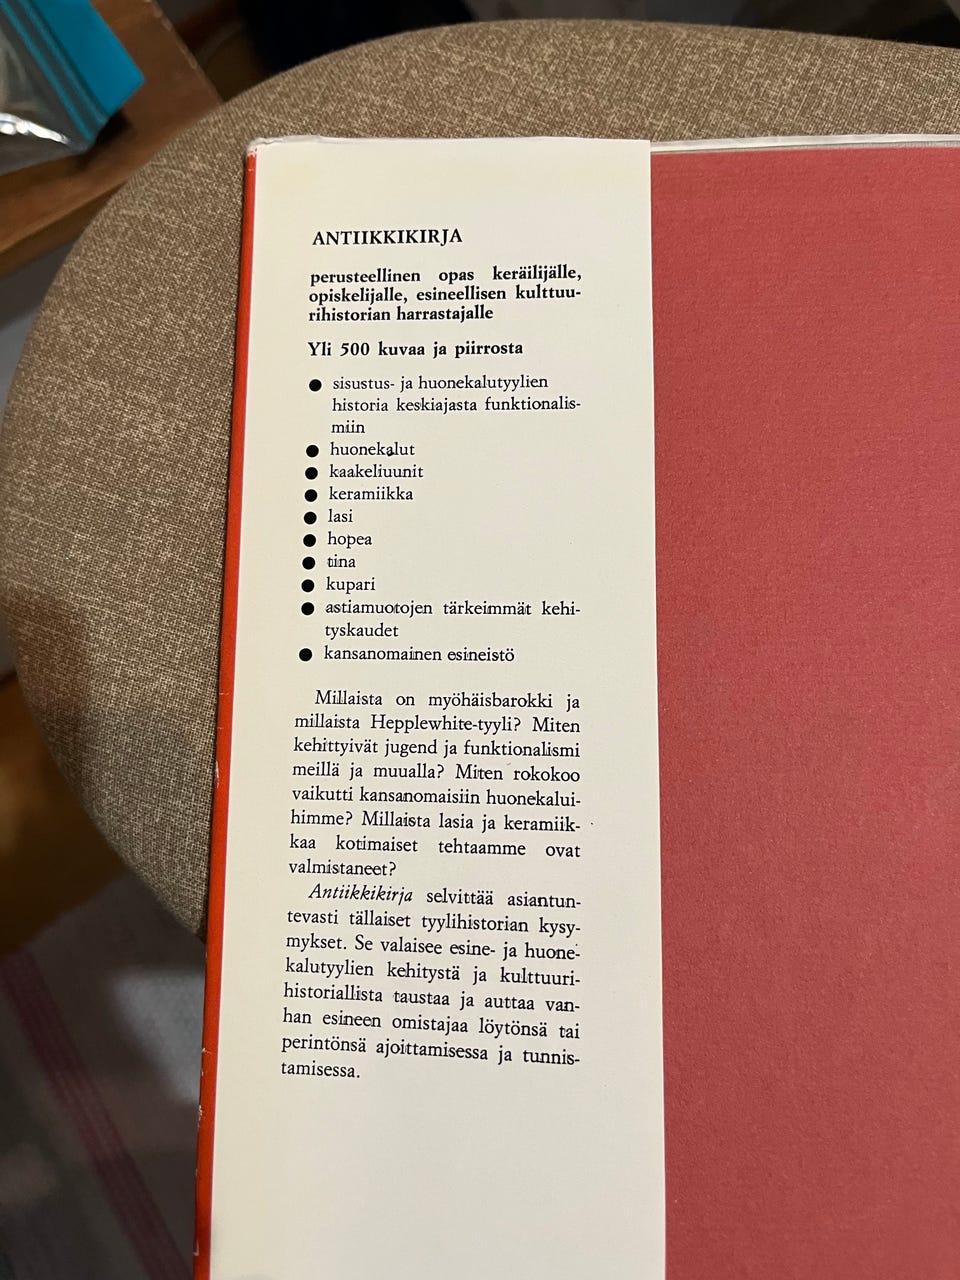 ANTIIKKIKIRJA
perusteellinen opas keräilijälle,
opiskelijalle, esineellisen kulttuu-
rihistorian harrastajalle
Yli 500 kuvaa ja piirrosta
● sisustus- ja huonekalutyylien
historia keskiajasta funktionalis-
miin
● huonekalut
● kaakeliuunit
● keramiikka
● lasi
● hopea
● tina
● kupari
● astiamuotojen tärkeimmät kehi-
tyskaudet
● kansanomainen esineistö
Millaista on myöhäisbarokki ja
millaista Hepplewhite-tyyli? Miten
kehittyivät jugend ja funktionalismi
meillä ja muualla? Miten rokokoo
vaikutti kansanomaisiin huonekalui-
himme? Millaista lasia ja keramiik-
kaa kotimaiset tehtaamme ovat
valmistaneet?
Antiikkikirja selvittää asiantun-
tevasti tällaiset tyylihistorian kysy-
mykset. Se valaisee esine- ja huone-
kalutyylien kehitystä ja kulttuuri-
historiallista taustaa ja auttaa van-
han esineen omistajaa löytönsä tai
perintönsä ajoittamisessa ja tunnis-
tamisessa.